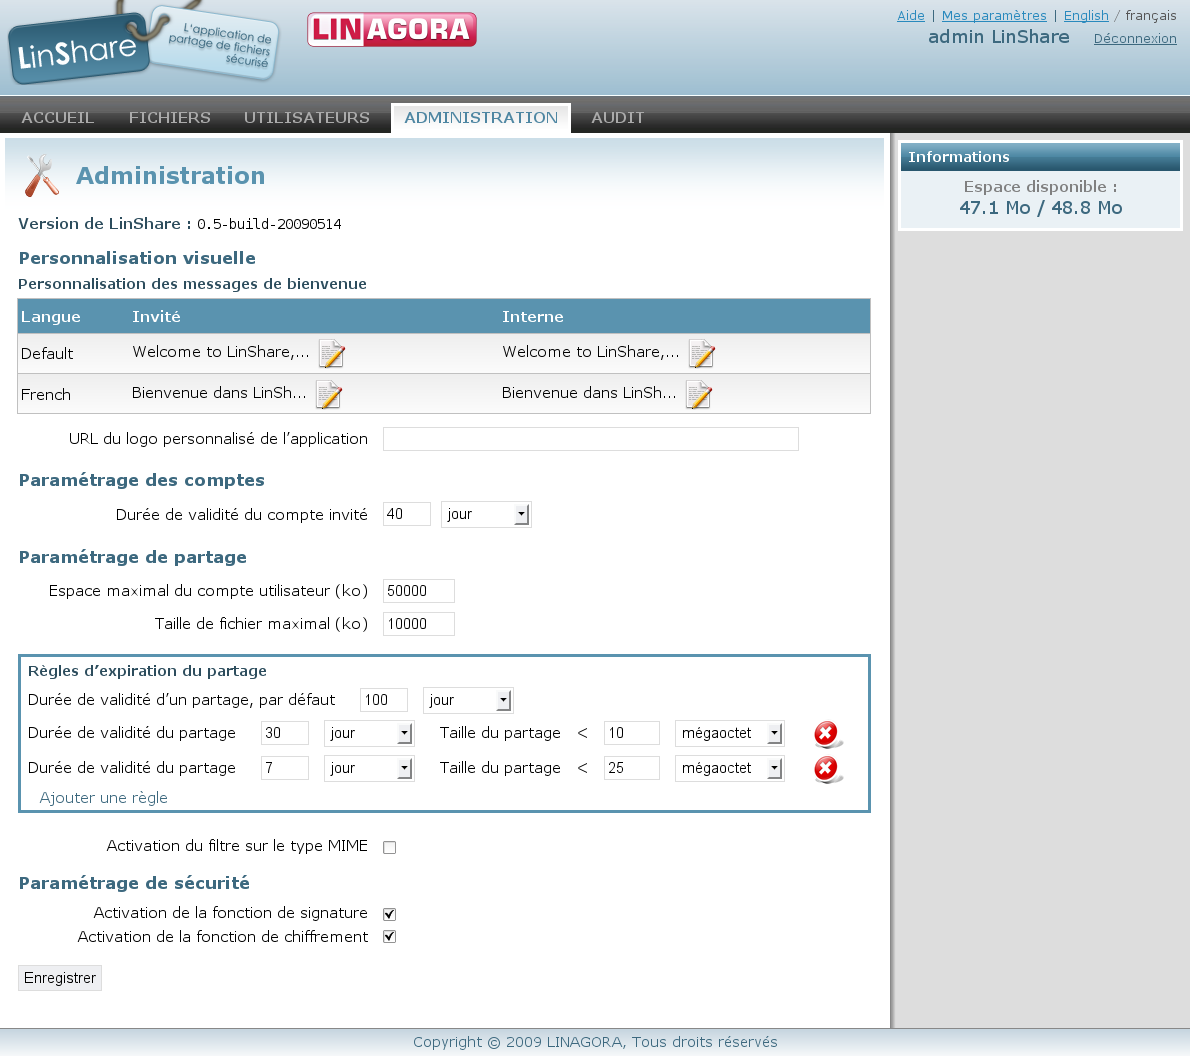 LinShare
L'application de
partage de fichiers
sécurisé
LINAGORA
Aide | Mes paramètres | English / français
admin LinShare Déconnexion
ACCUEIL FICHIERS UTILISATEURS ADMINISTRATION AUDIT
Administration
Version de LinShare : 0.5-build-20090514
Personnalisation visuelle
Personnalisation des messages de bienvenue
Langue Invité Interne
Default Welcome to LinShare,... Welcome to LinShare,...
French Bienvenue dans LinSh... Bienvenue dans LinSh...
URL du logo personnalisé de l'application
Paramétrage des comptes
Durée de validité du compte invité 40 jour
Paramétrage de partage
Espace maximal du compte utilisateur (ko) 50000
Taille de fichier maximal (ko) 10000
Règles d'expiration du partage
Durée de validité d'un partage, par défaut 100 jour
Durée de validité du partage 30 jour Taille du partage < 10 mégaoctet
Durée de validité du partage 7 jour Taille du partage < 25 mégaoctet
Ajouter une règle
Activation du filtre sur le type MIME
Paramétrage de sécurité
Activation de la fonction de signature
Activation de la fonction de chiffrement
Enregistrer
Informations
Espace disponible :
47.1 Mo / 48.8 Mo
Copyright © 2009 LINAGORA, Tous droits réservés